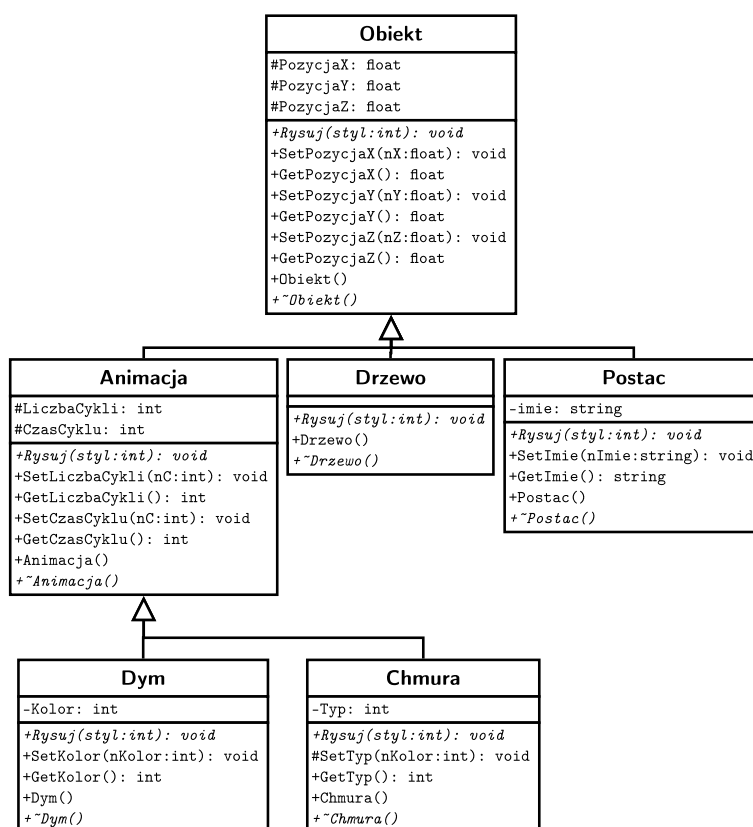 Obiekt
#PozycjaX: float
#PozycjaY: float
#PozycjaZ: float
+Rysuj(styl:int): void
+SetPozycjaX(nX:float): void
+GetPozycjaX(): float
+SetPozycjaY(nY:float): void
+GetPozycjaY(): float
+SetPozycjaZ(nZ:float): void
+GetPozycjaZ(): float
+Obiekt()
+~Obiekt()
Animacja
#LiczbaCykli: int
#CzasCyklu: int
+Rysuj(styl:int): void
+SetLiczbaCykli(nC:int): void
+GetLiczbaCykli(): int
+SetCzasCyklu(nC:int): void
+GetCzasCyklu(): int
+Animacja()
+~Animacja()
Drzewo
+Rysuj(styl:int): void
+Drzewo()
+~Drzewo()
Postac
-imie: string
+Rysuj(styl:int): void
+SetImie(nImie:string): void
+GetImie(): string
+Postac()
+~Postac()
Dym
-Kolor: int
+Rysuj(styl:int): void
+SetKolor(nKolor:int): void
+GetKolor(): int
+Dym()
+~Dym()
Chmura
-Typ: int
+Rysuj(styl:int): void
#SetTyp(nKolor:int): void
+GetTyp(): int
+Chmura()
+~Chmura()